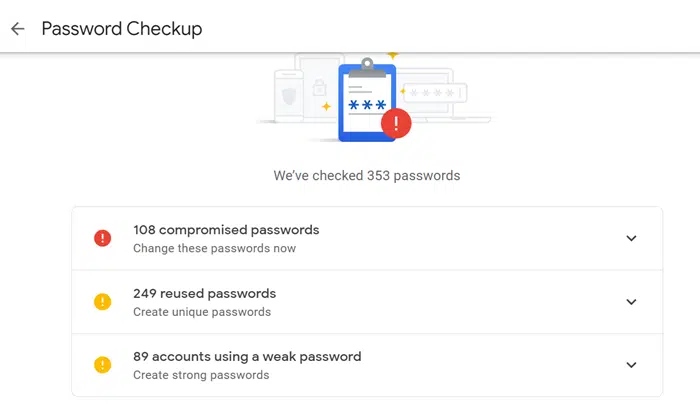 Password Checkup
***
****
We've checked 353 passwords
108 compromised passwords
Change these passwords now
249 reused passwords
Create unique passwords
89 accounts using a weak password
Create strong passwords